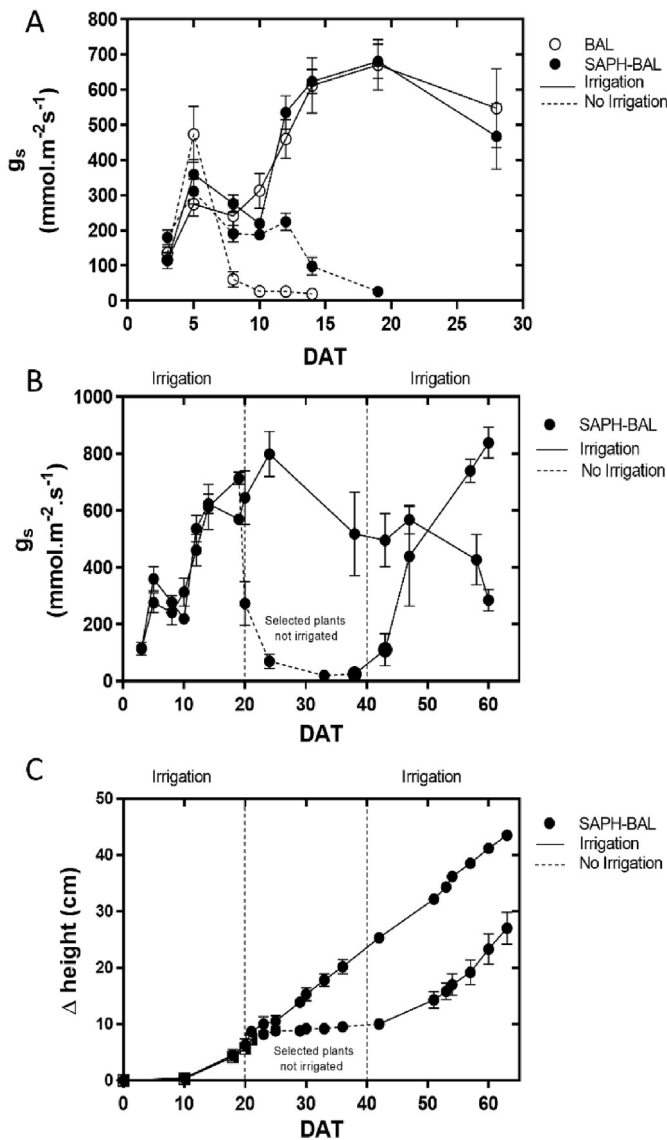 A
800
700
600
500
400
300
200
100
0
gs
(mmol.m-2s-1)
0 5 10 15 20 25 30
DAT
BAL
SAPH-BAL
Irrigation
No Irrigation
B
Irrigation Irrigation
1000
800
600
400
200
0
gs
(mmol.m-2.s-1)
Selected plants
not irrigated
0 10 20 30 40 50 60
DAT
SAPH-BAL
Irrigation
No Irrigation
C
Irrigation Irrigation
50
40
30
20
10
0
Δ height (cm)
Selected plants
not irrigated
0 10 20 30 40 50 60
DAT
SAPH-BAL
Irrigation
No Irrigation